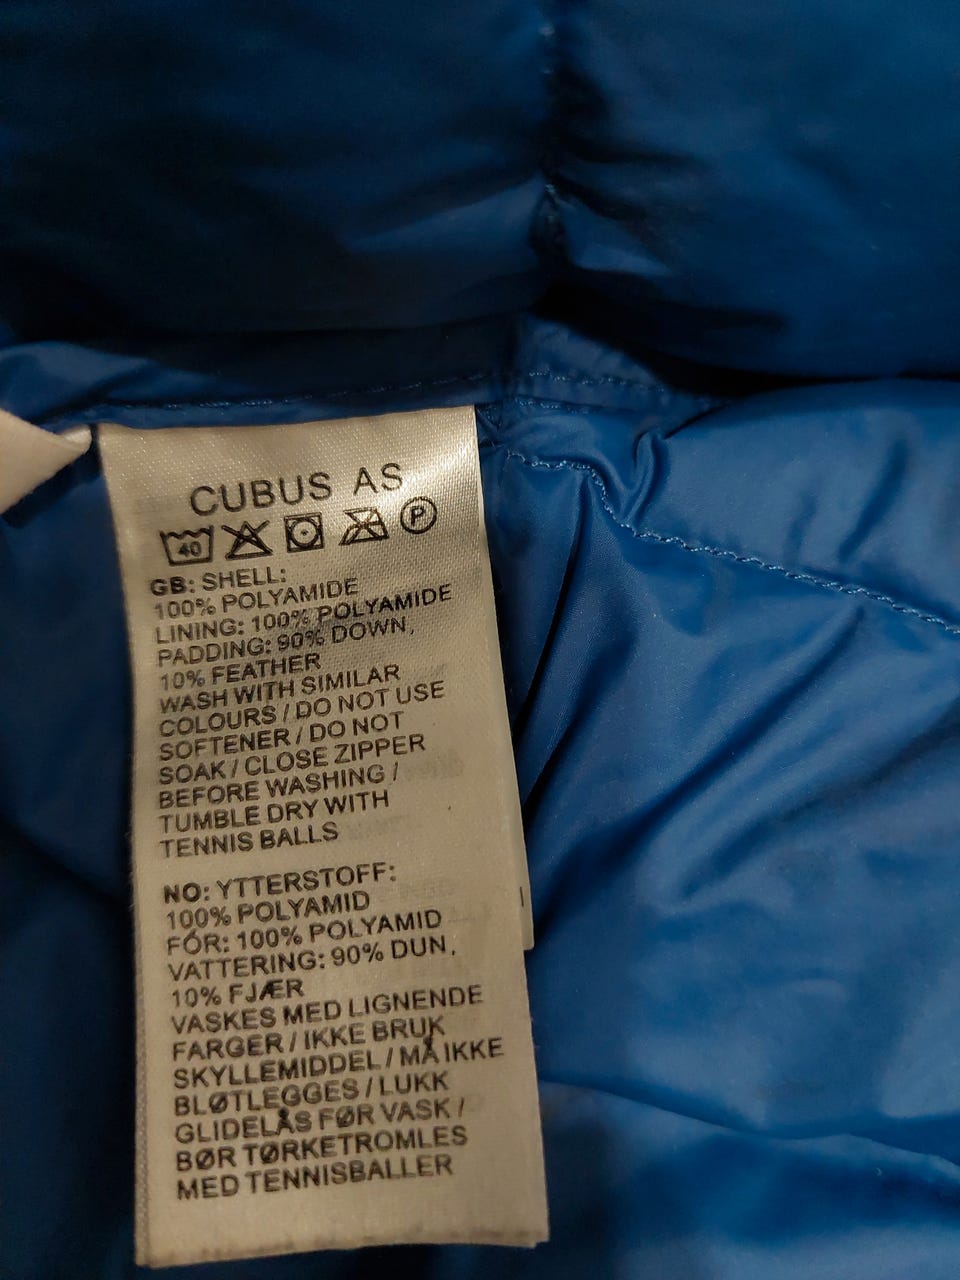 CUBUS AS
40 P
GB: SHELL:
100% POLYAMIDE
LINING: 100% POLYAMIDE
PADDING: 90% DOWN,
10% FEATHER
WASH WITH SIMILAR
COLOURS / DO NOT USE
SOFTENER / DO NOT
SOAK / CLOSE ZIPPER
BEFORE WASHING /
TUMBLE DRY WITH
TENNIS BALLS
NO: YTTERSTOFF:
100% POLYAMID
FÓR: 100% POLYAMID
VATTERING: 90% DUN,
10% FJÆR
VASKES MED LIGNENDE
FARGER / IKKE BRUK
SKYLLEMIDDEL / MÅ IKKE
BLØTLEGGES / LUKK
GLIDELÅS FØR VASK /
BØR TØRKETROMLES
MED TENNISBALLER